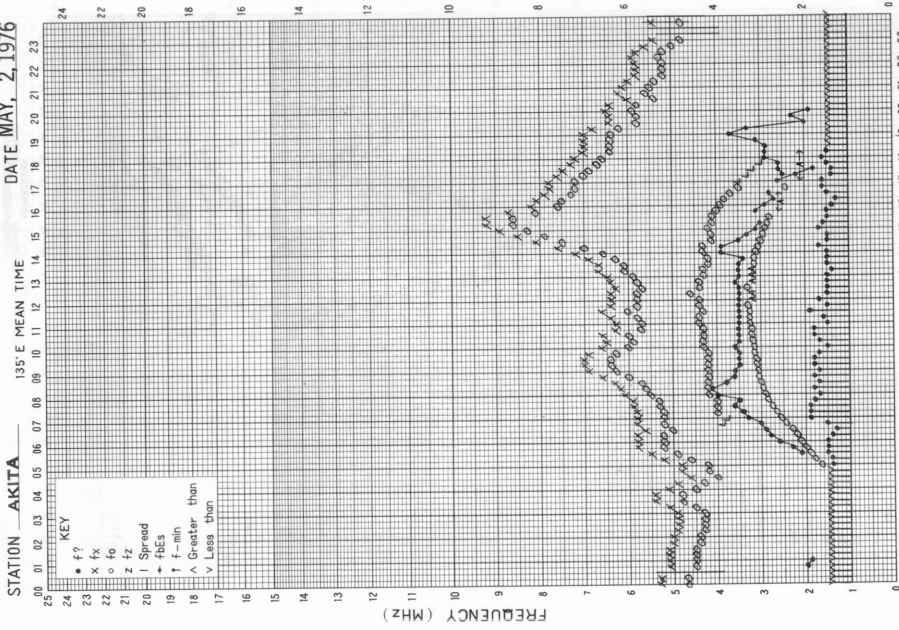 STATION AKITA
135°E MEAN TIME
DATE MAY, 2, 1976
KEY
● f?
x fx
o fo
z fz
| Spread
fbEs
↑ f-min
^ Greater than
v Less than
FREQUENCY (MHz)
25
24
23
22
21
20
19
18
17
16
15
14
13
12
11
10
9
8
7
6
5
4
3
2
1
0
24
22
20
18
16
14
12
10
8
6
4
2
0
00 01 02 03 04 05 06 07 08 09 10 11 12 13 14 15 16 17 18 19 20 21 22 23